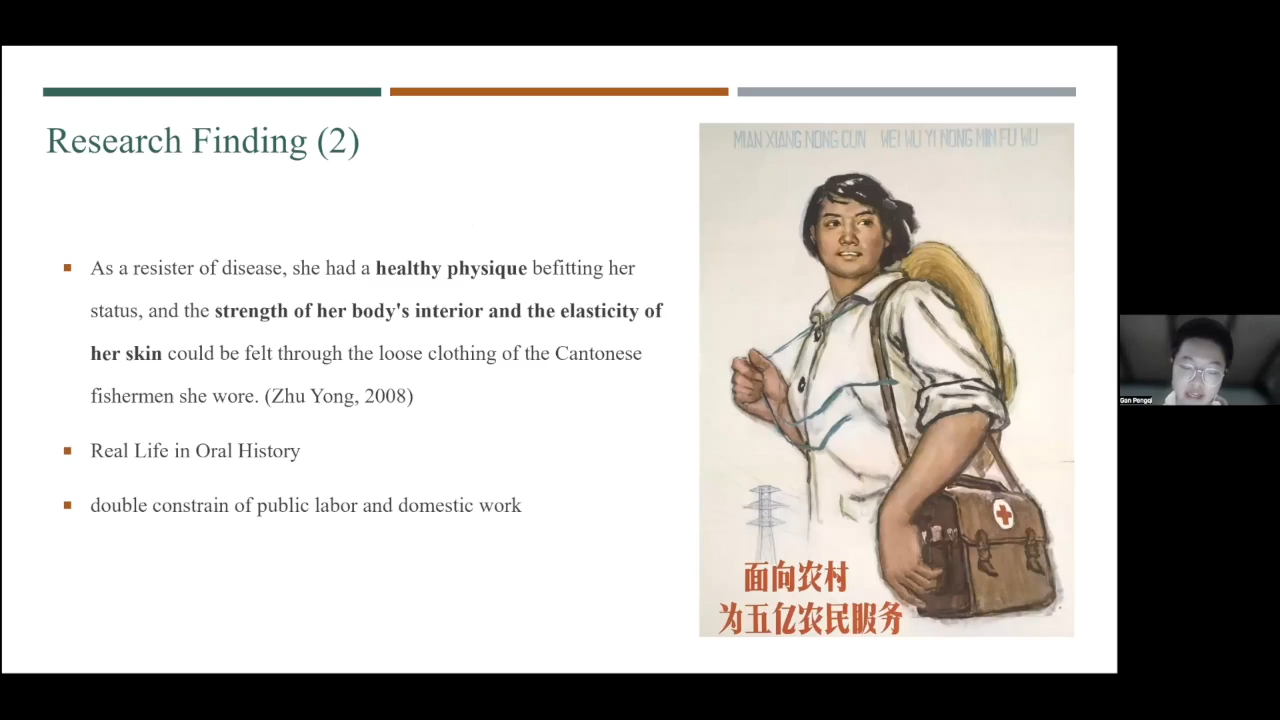 Research Finding (2)
MIAN XIANG NONG CUN WEI WU YI NONG MIN FU WU
As a resister of disease, she had a healthy physique befitting her
status, and the strength of her body's interior and the elasticity of
her skin could be felt through the loose clothing of the Cantonese
fishermen she wore. (Zhu Yong, 2008)
Real Life in Oral History
double constrain of public labor and domestic work
面向农村
为五亿农民服务
Gan Pengqi